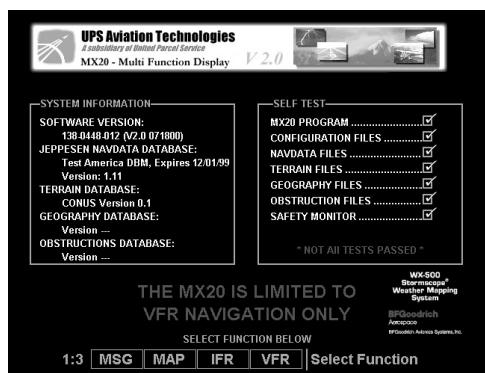 UPS Aviation Technologies
A subsidiary of United Parcel Service
MX20 - Multi Function Display
V 2.0
SYSTEM INFORMATION
SOFTWARE VERSION:
138-0448-012 (V2.0 071800)
JEPPESEN NAVDATA DATABASE:
Test America DBM, Expires 12/01/99
Version: 1.11
TERRAIN DATABASE:
CONUS Version 0.1
GEOGRAPHY DATABASE:
Version ---
OBSTRUCTIONS DATABASE:
Version ---
SELF TEST
MX20 PROGRAM
CONFIGURATION FILES
NAVDATA FILES
TERRAIN FILES
GEOGRAPHY FILES
OBSTRUCTION FILES
SAFETY MONITOR
* NOT All TESTS PASSED *
THE MX20 IS LIMITED TO
VFR NAVIGATION ONLY
WX-500
Stormscope®
Weather Mapping
System
BFGoodrich
Aerospace
BFGoodrich Avionics Systems, Inc.
SELECT FUNCTION BELOW
1:3 MSG MAP IFR VFR Select Function